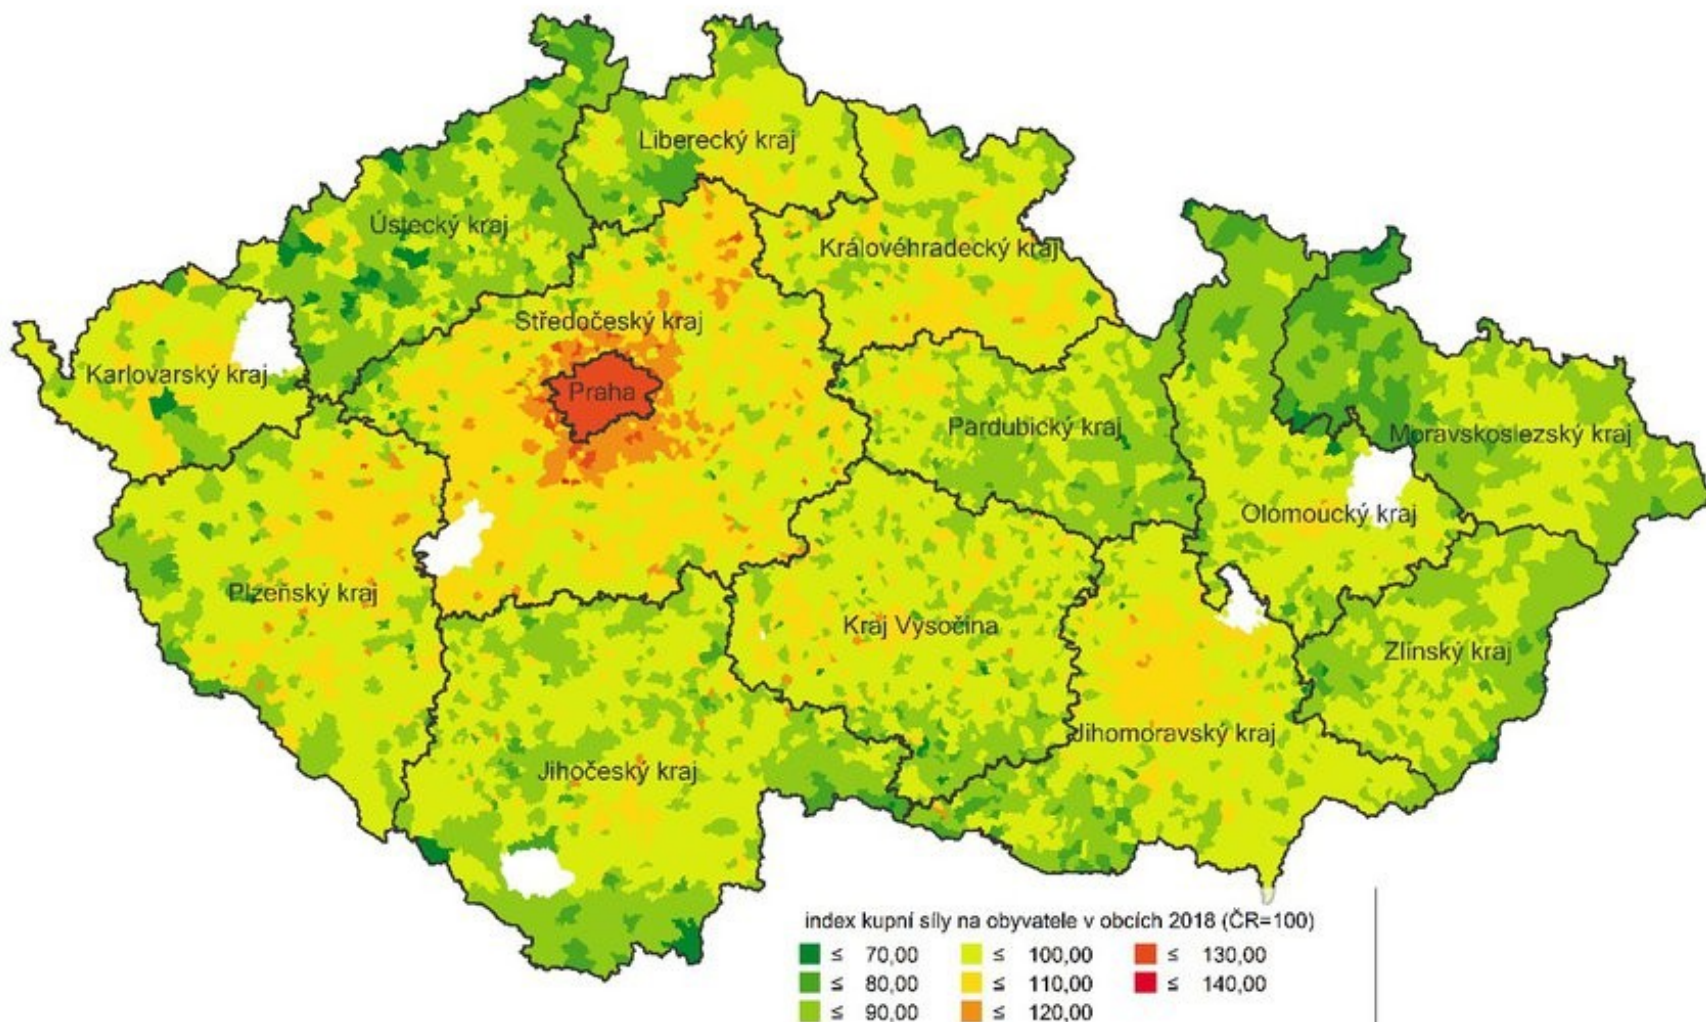 Liberecký kraj
Ústecký kraj
Královéhradecký kraj
Středočeský kraj
Karlovarský kraj
Praha
Pardubický kraj
Moravskoslezský kraj
Olomoucký kraj
Plzeňský kraj
Kraj Vysočina
Zlínský kraj
Jihomoravský kraj
Jihočeský kraj
index kupní síly na obyvatele v obcích 2018 (ČR=100)
≤ 70,00 ≤ 100,00 ≤ 130,00
≤ 80,00 ≤ 110,00 ≤ 140,00
≤ 90,00 ≤ 120,00